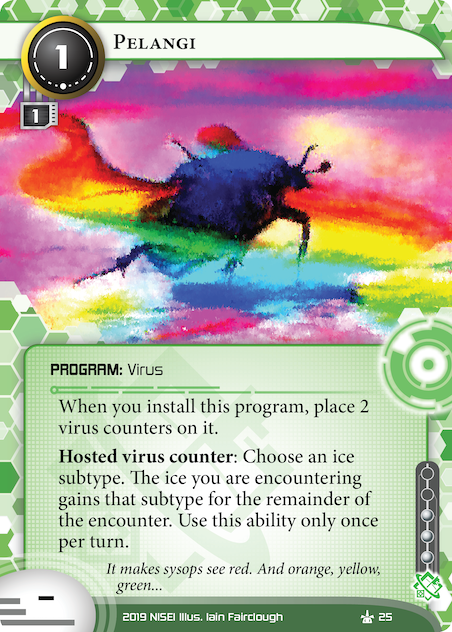 1
PELANGI
1
PROGRAM: Virus
When you install this program, place 2
virus counters on it.
Hosted virus counter: Choose an ice
subtype. The ice you are encountering
gains that subtype for the remainder of
the encounter. Use this ability only once
per turn.
It makes sysops see red. And orange, yellow,
green...
-
2019 NISEI Illus. Iain Fairclough
25